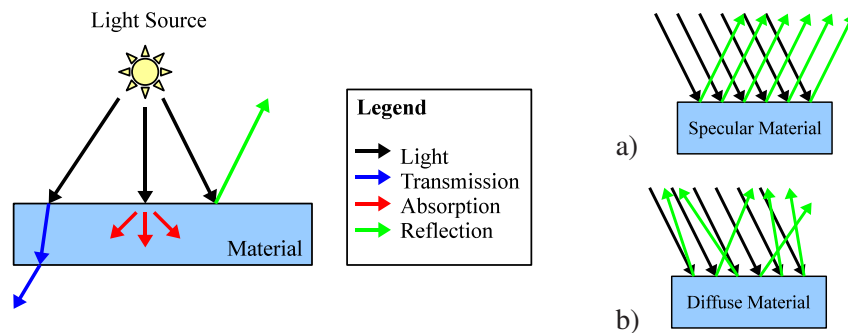 Light Source
Material
Legend
Light
Transmission
Absorption
Reflection
a)
Specular Material
b)
Diffuse Material